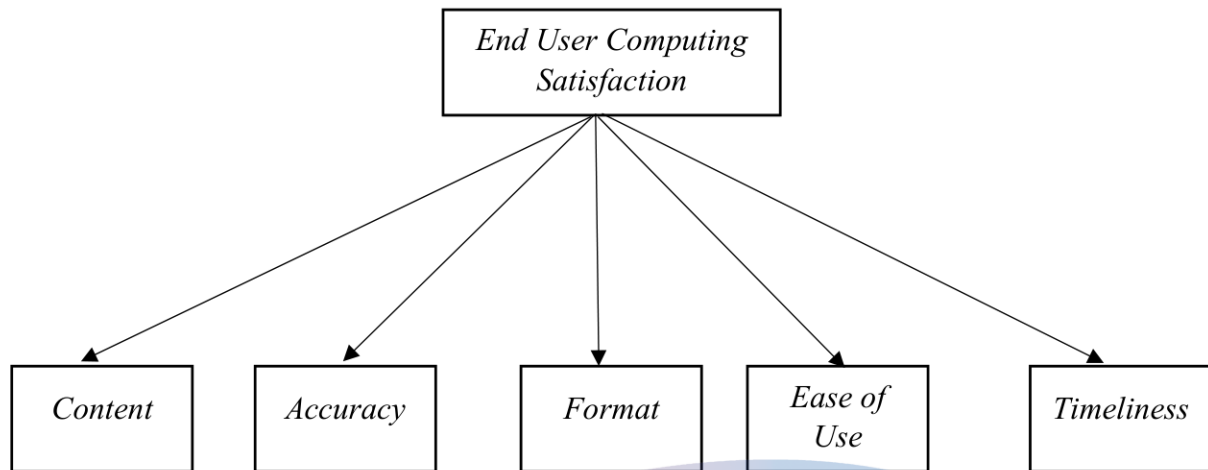 End User Computing
Satisfaction
Content
Accuracy
Format
Ease of
Use
Timeliness